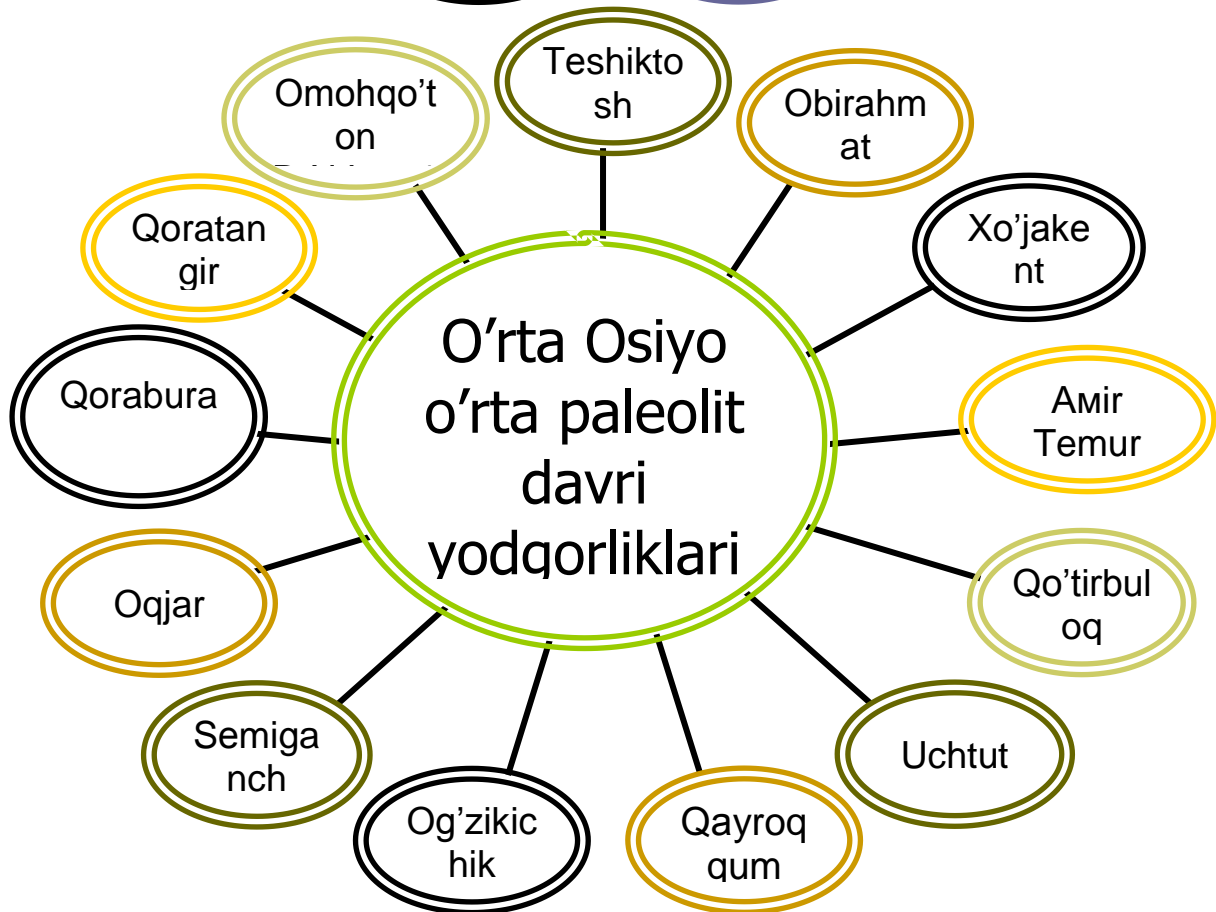 Teshikto
sh
Obirahm
at
Xo’jake
nt
Амir
Temur
Qo’tirbul
oq
Uchtut
Qayroq
qum
Og’zikic
hik
Semiga
nch
Oqjar
Qorabura
Qoratan
gir
Omohqo’t
on
O’rta Osiyo
o’rta paleolit
davri
yodgorliklari